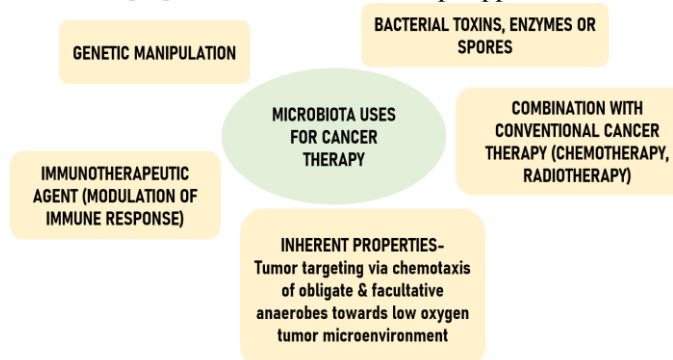 BACTERIAL TOXINS, ENZYMES OR
SPORES
GENETIC MANIPULATION
MICROBIOTA USES
FOR CANCER
THERAPY
COMBINATION WITH
CONVENTIONAL CANCER
THERAPY (CHEMOTHERAPY,
RADIOTHERAPY)
IMMUNOTHERAPEUTIC
AGENT (MODULATION OF
IMMUNE RESPONSE)
INHERENT PROPERTIES-
Tumor targeting via chemotaxis
of obligate & facultative
anaerobes towards low oxygen
tumor microenvironment